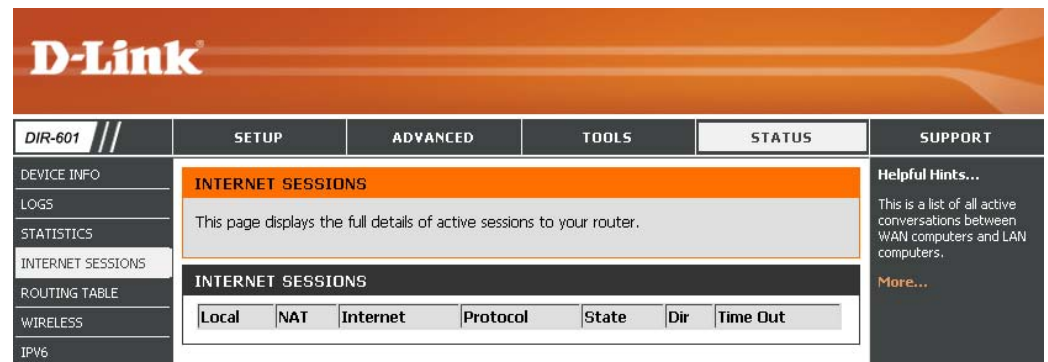 D-Link
DIR-601
SETUP
ADVANCED
TOOLS
STATUS
SUPPORT
DEVICE INFO
LOGS
STATISTICS
INTERNET SESSIONS
ROUTING TABLE
WIRELESS
IPV6
INTERNET SESSIONS
This page displays the full details of active sessions to your router.
INTERNET SESSIONS
Local NAT Internet Protocol State Dir Time Out
Helpful Hints...
This is a list of all active
conversations between
WAN computers and LAN
computers.
More...